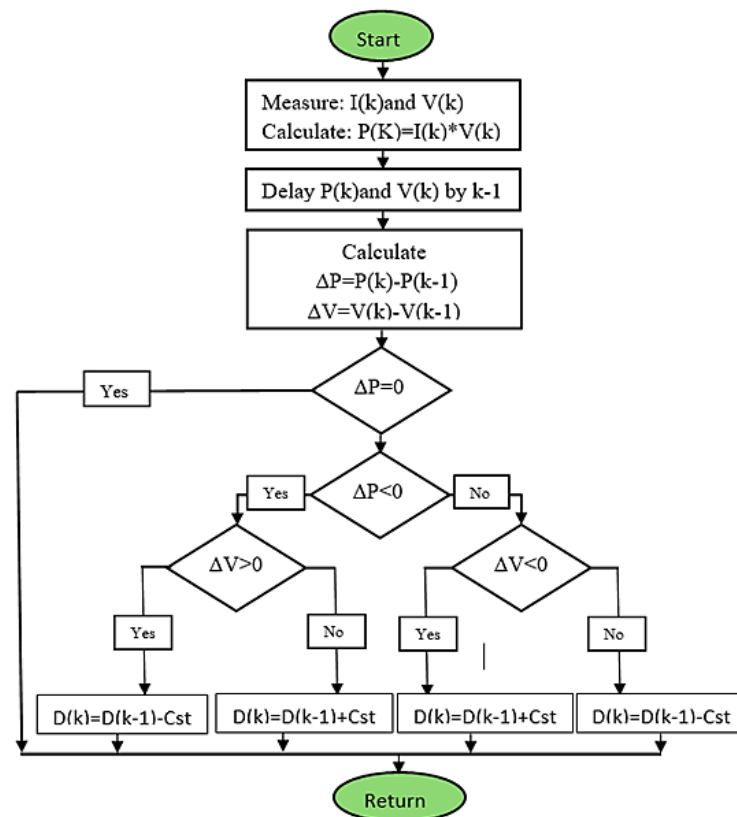 Start
Measure: I(k)and V(k)
Calculate: P(K)=I(k)*V(k)
Delay P(k)and V(k) by k-1
Calculate
ΔP=P(k)-P(k-1)
ΔV=V(k)-V(k-1)
Yes
ΔP=0
Yes
ΔP<0
No
ΔV>0
ΔV<0
Yes
No
Yes
No
D(k)=D(k-1)-Cst
D(k)=D(k-1)+Cst
D(k)=D(k-1)+Cst
D(k)=D(k-1)-Cst
Return